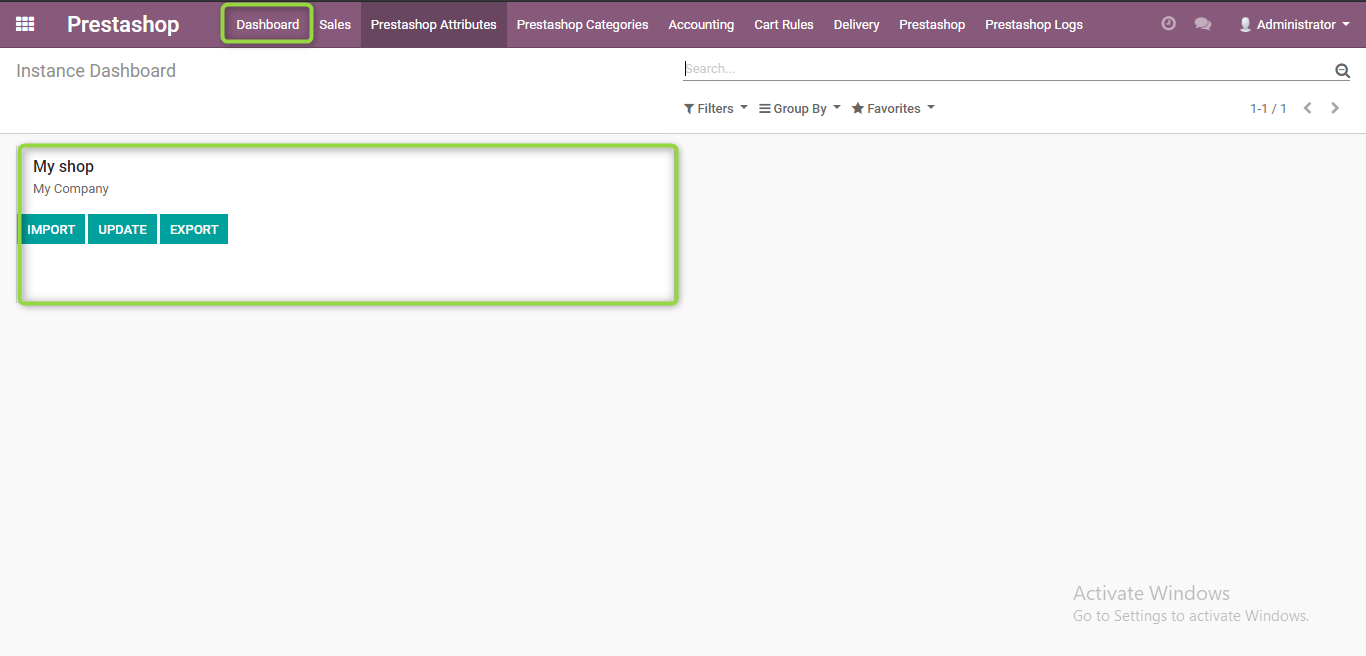 Prestashop Dashboard Sales Prestashop Attributes Prestashop Categories Accounting Cart Rules Delivery Prestashop Prestashop Logs Administrator
Instance Dashboard
Search...
Filters Group By Favorites 1-1 / 1
My shop
My Company
IMPORT UPDATE EXPORT
Activate Windows
Go to Settings to activate Windows.